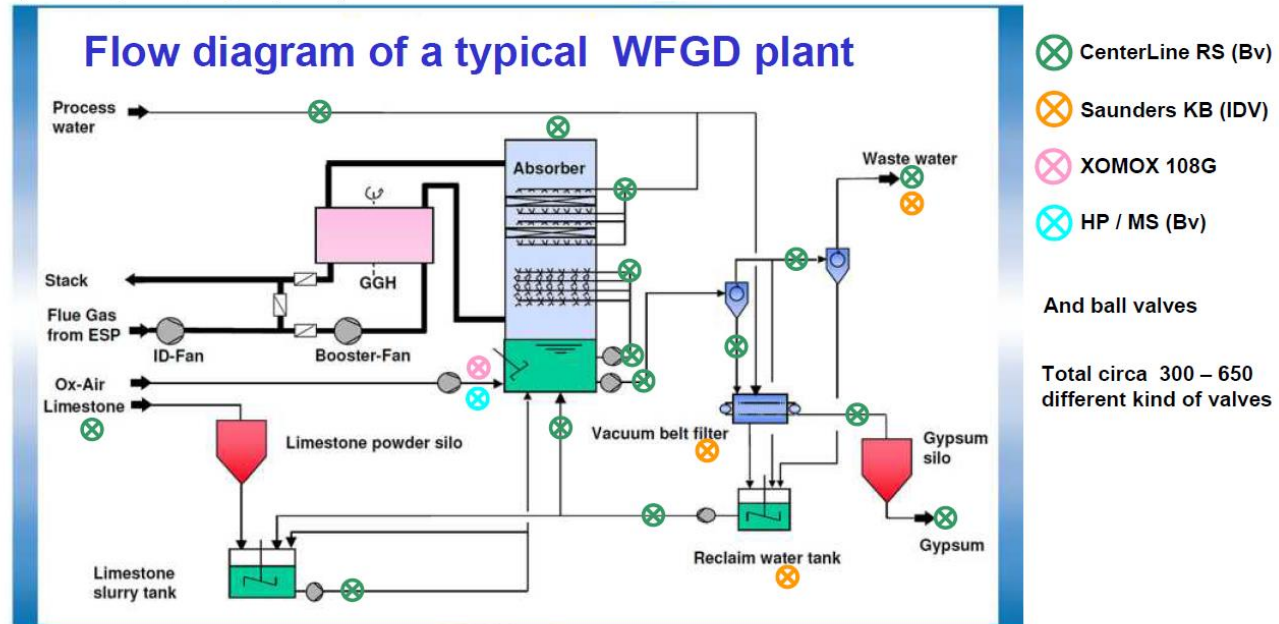 Flow diagram of a typical WFGD plant
Process
water
Absorber
Waste water
Stack
GGH
Flue Gas
from ESP
ID-Fan
Booster-Fan
Ox-Air
Limestone
Limestone powder silo
Vacuum belt filter
Gypsum
silo
Gypsum
Reclaim water tank
Limestone
slurry tank
CenterLine RS (Bv)
Saunders KB (IDV)
XOMOX 108G
HP / MS (Bv)
And ball valves
Total circa 300 – 650
different kind of valves